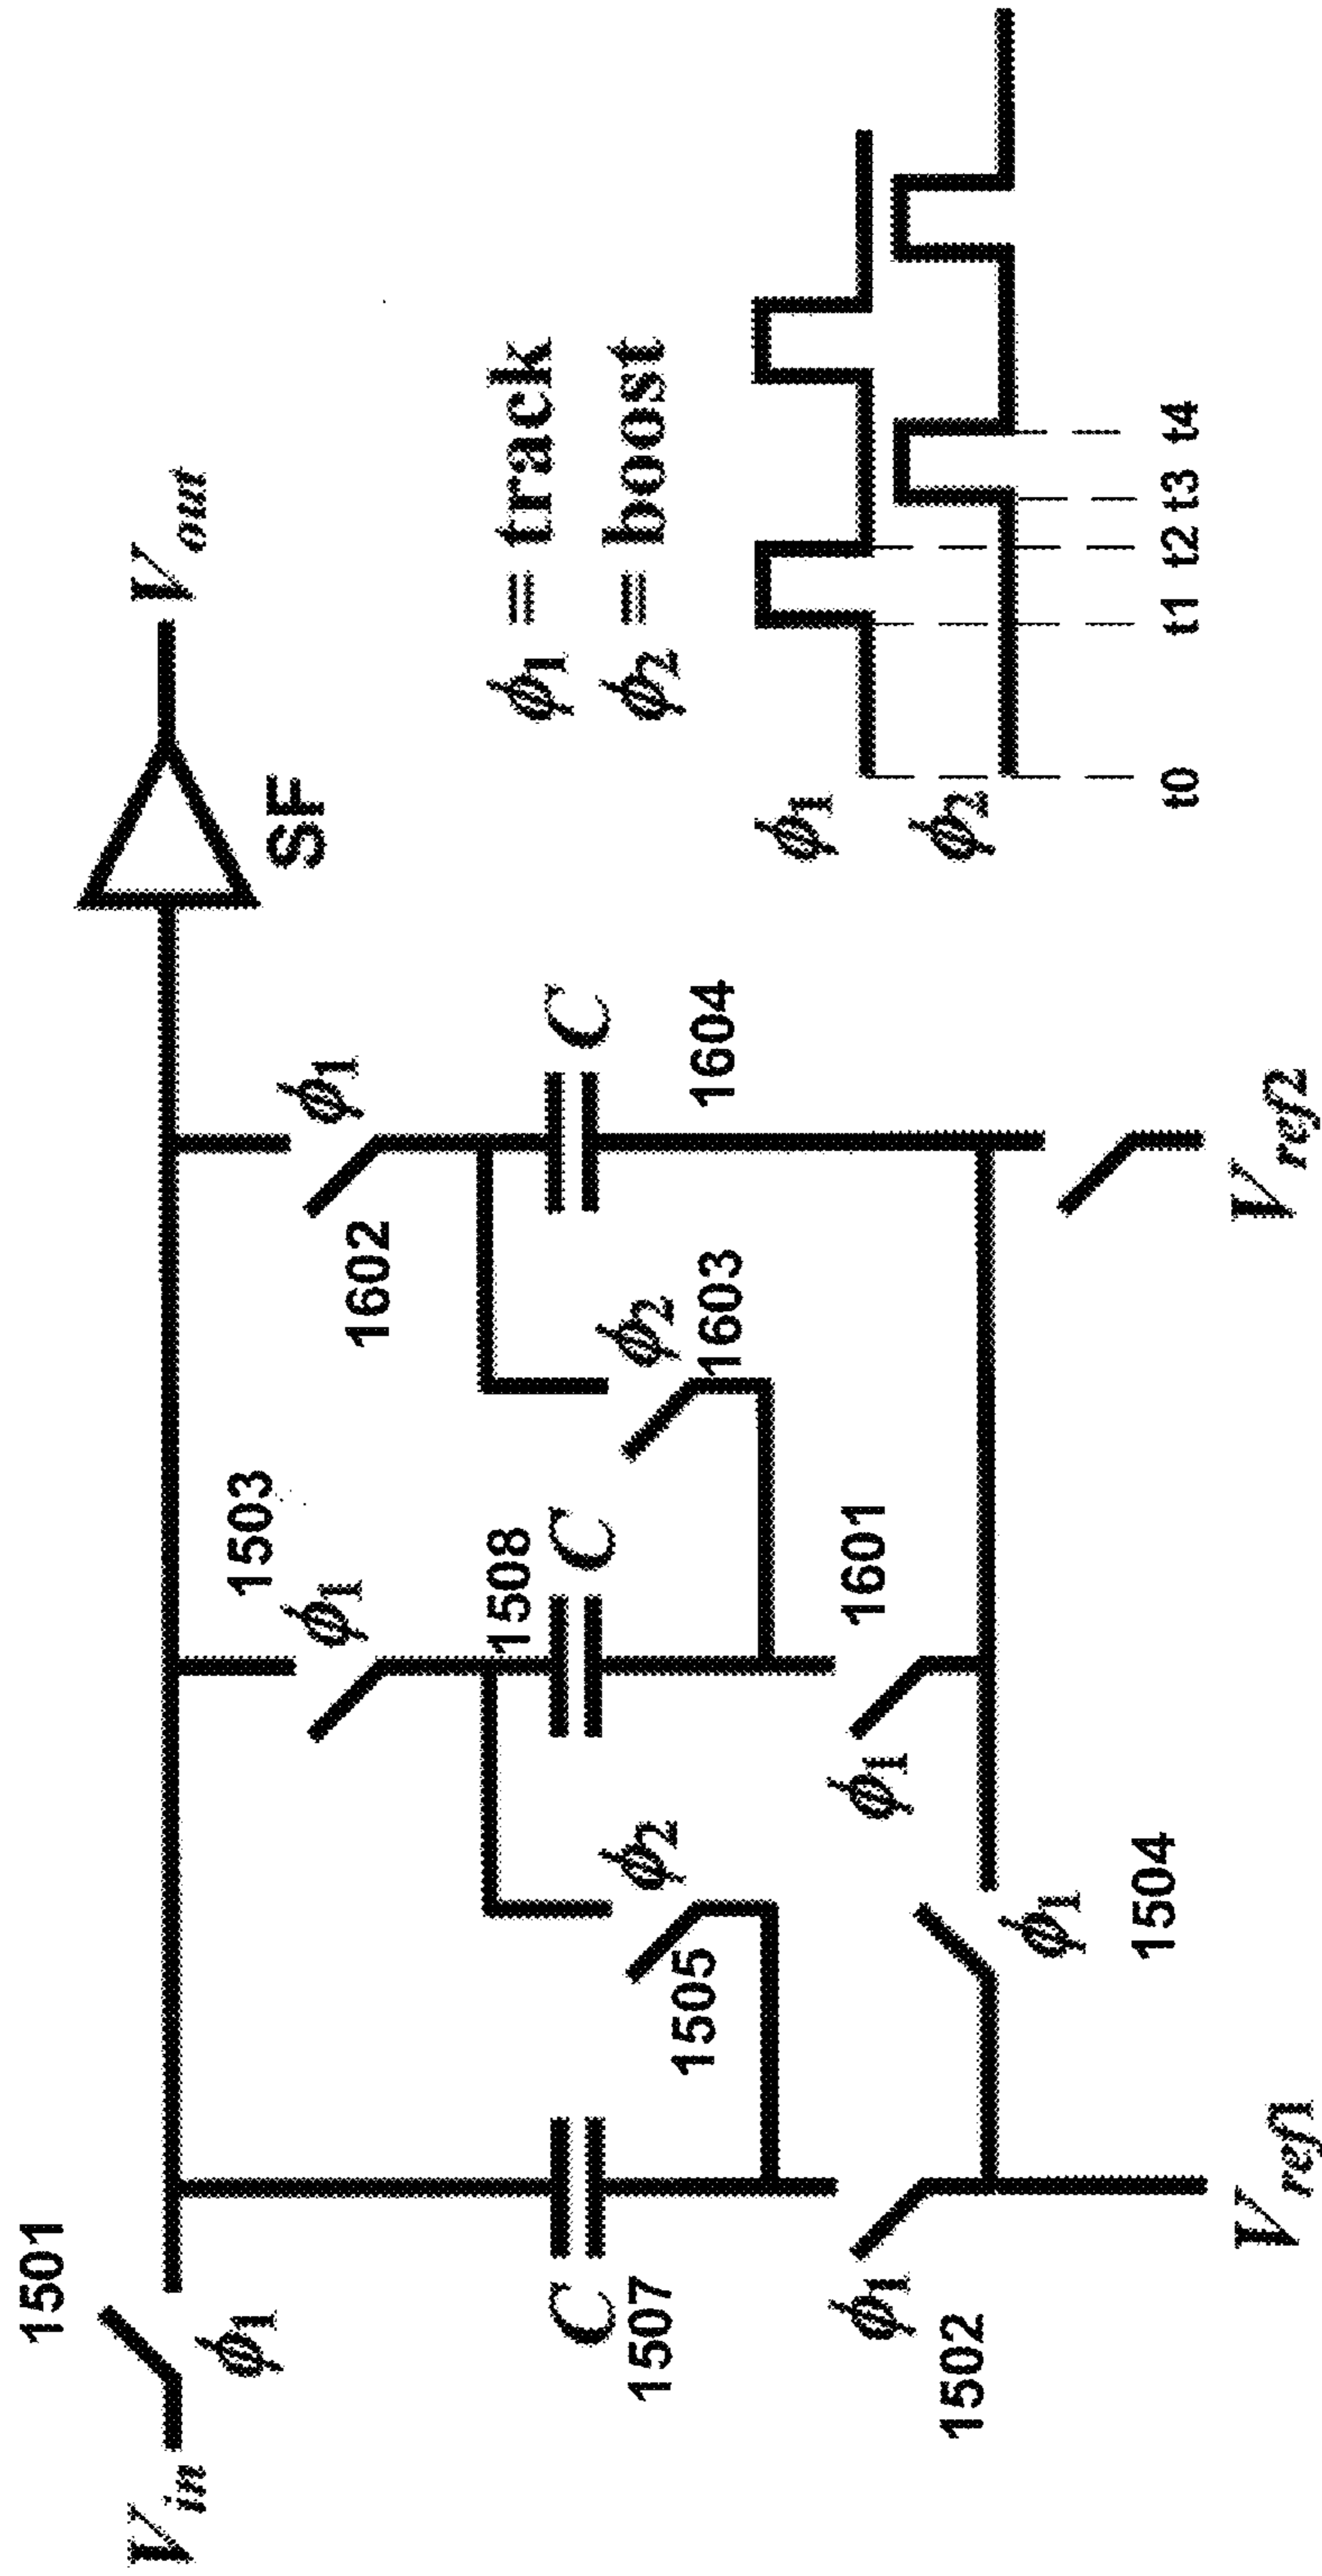 1501
V_in
ϕ1
V_out
SF
1503
ϕ1
ϕ1
1602
C
1507
1508
C
C
1604
1505
ϕ2
ϕ2
1603
ϕ1
1502
ϕ1
1601
ϕ1
1504
V_ref1
V_ref2
ϕ1 = track
ϕ2 = boost
ϕ1
ϕ2
t0 t1 t2 t3 t4